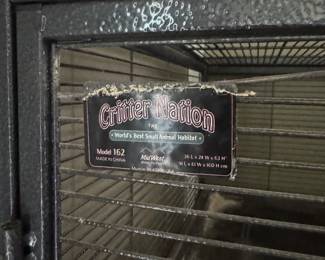 Critter Nation
THE
World's Best Small Animal Habitat
Model 162
MADE IN CHINA
MidWest
36 L x 24 W x 63 H"
91 L x 61 W x 160 H cm